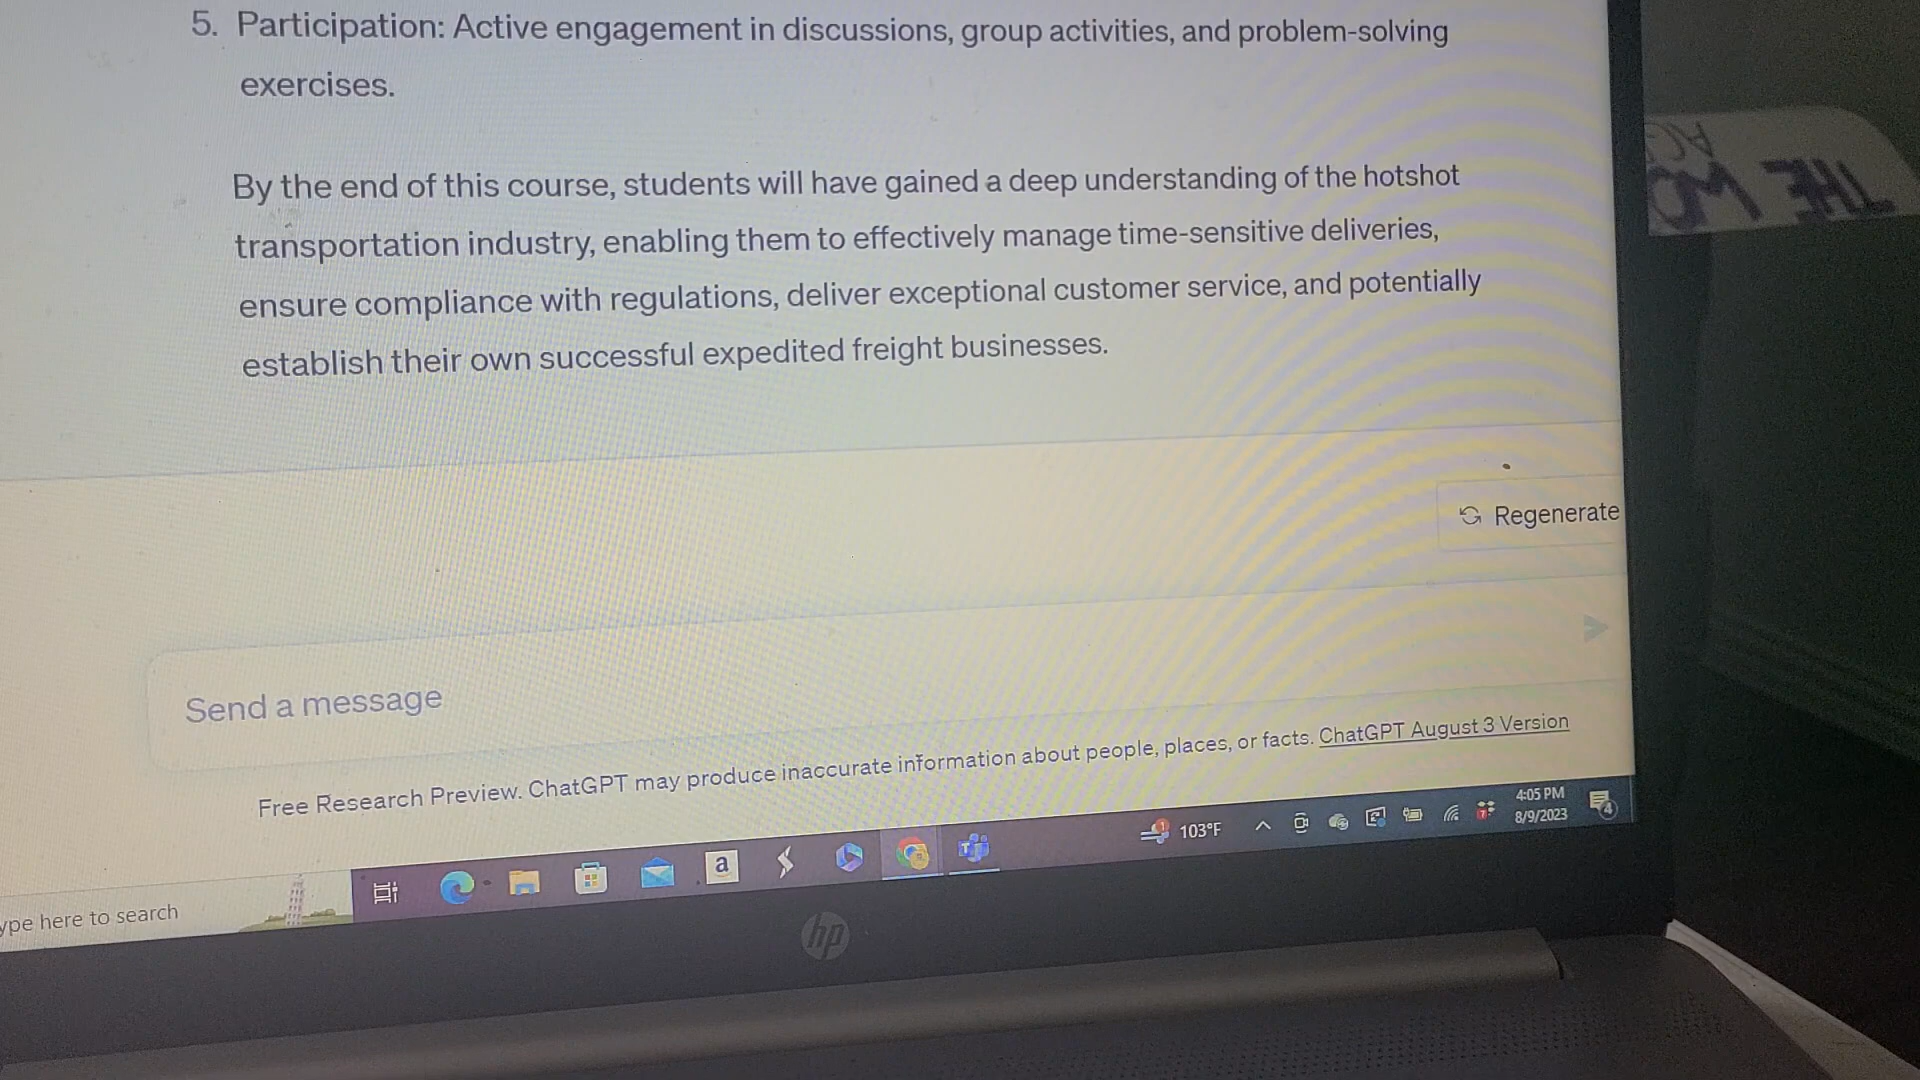 5. Participation: Active engagement in discussions, group activities, and problem-solving
exercises.
By the end of this course, students will have gained a deep understanding of the hotshot
transportation industry, enabling them to effectively manage time-sensitive deliveries,
ensure compliance with regulations, deliver exceptional customer service, and potentially
establish their own successful expedited freight businesses.
Regenerate
Send a message
Free Research Preview. ChatGPT may produce inaccurate information about people, places, or facts. ChatGPT August 3 Version
ype here to search
a
T
1
103°F
4:05 PM
8/9/2023
4
hp
THE